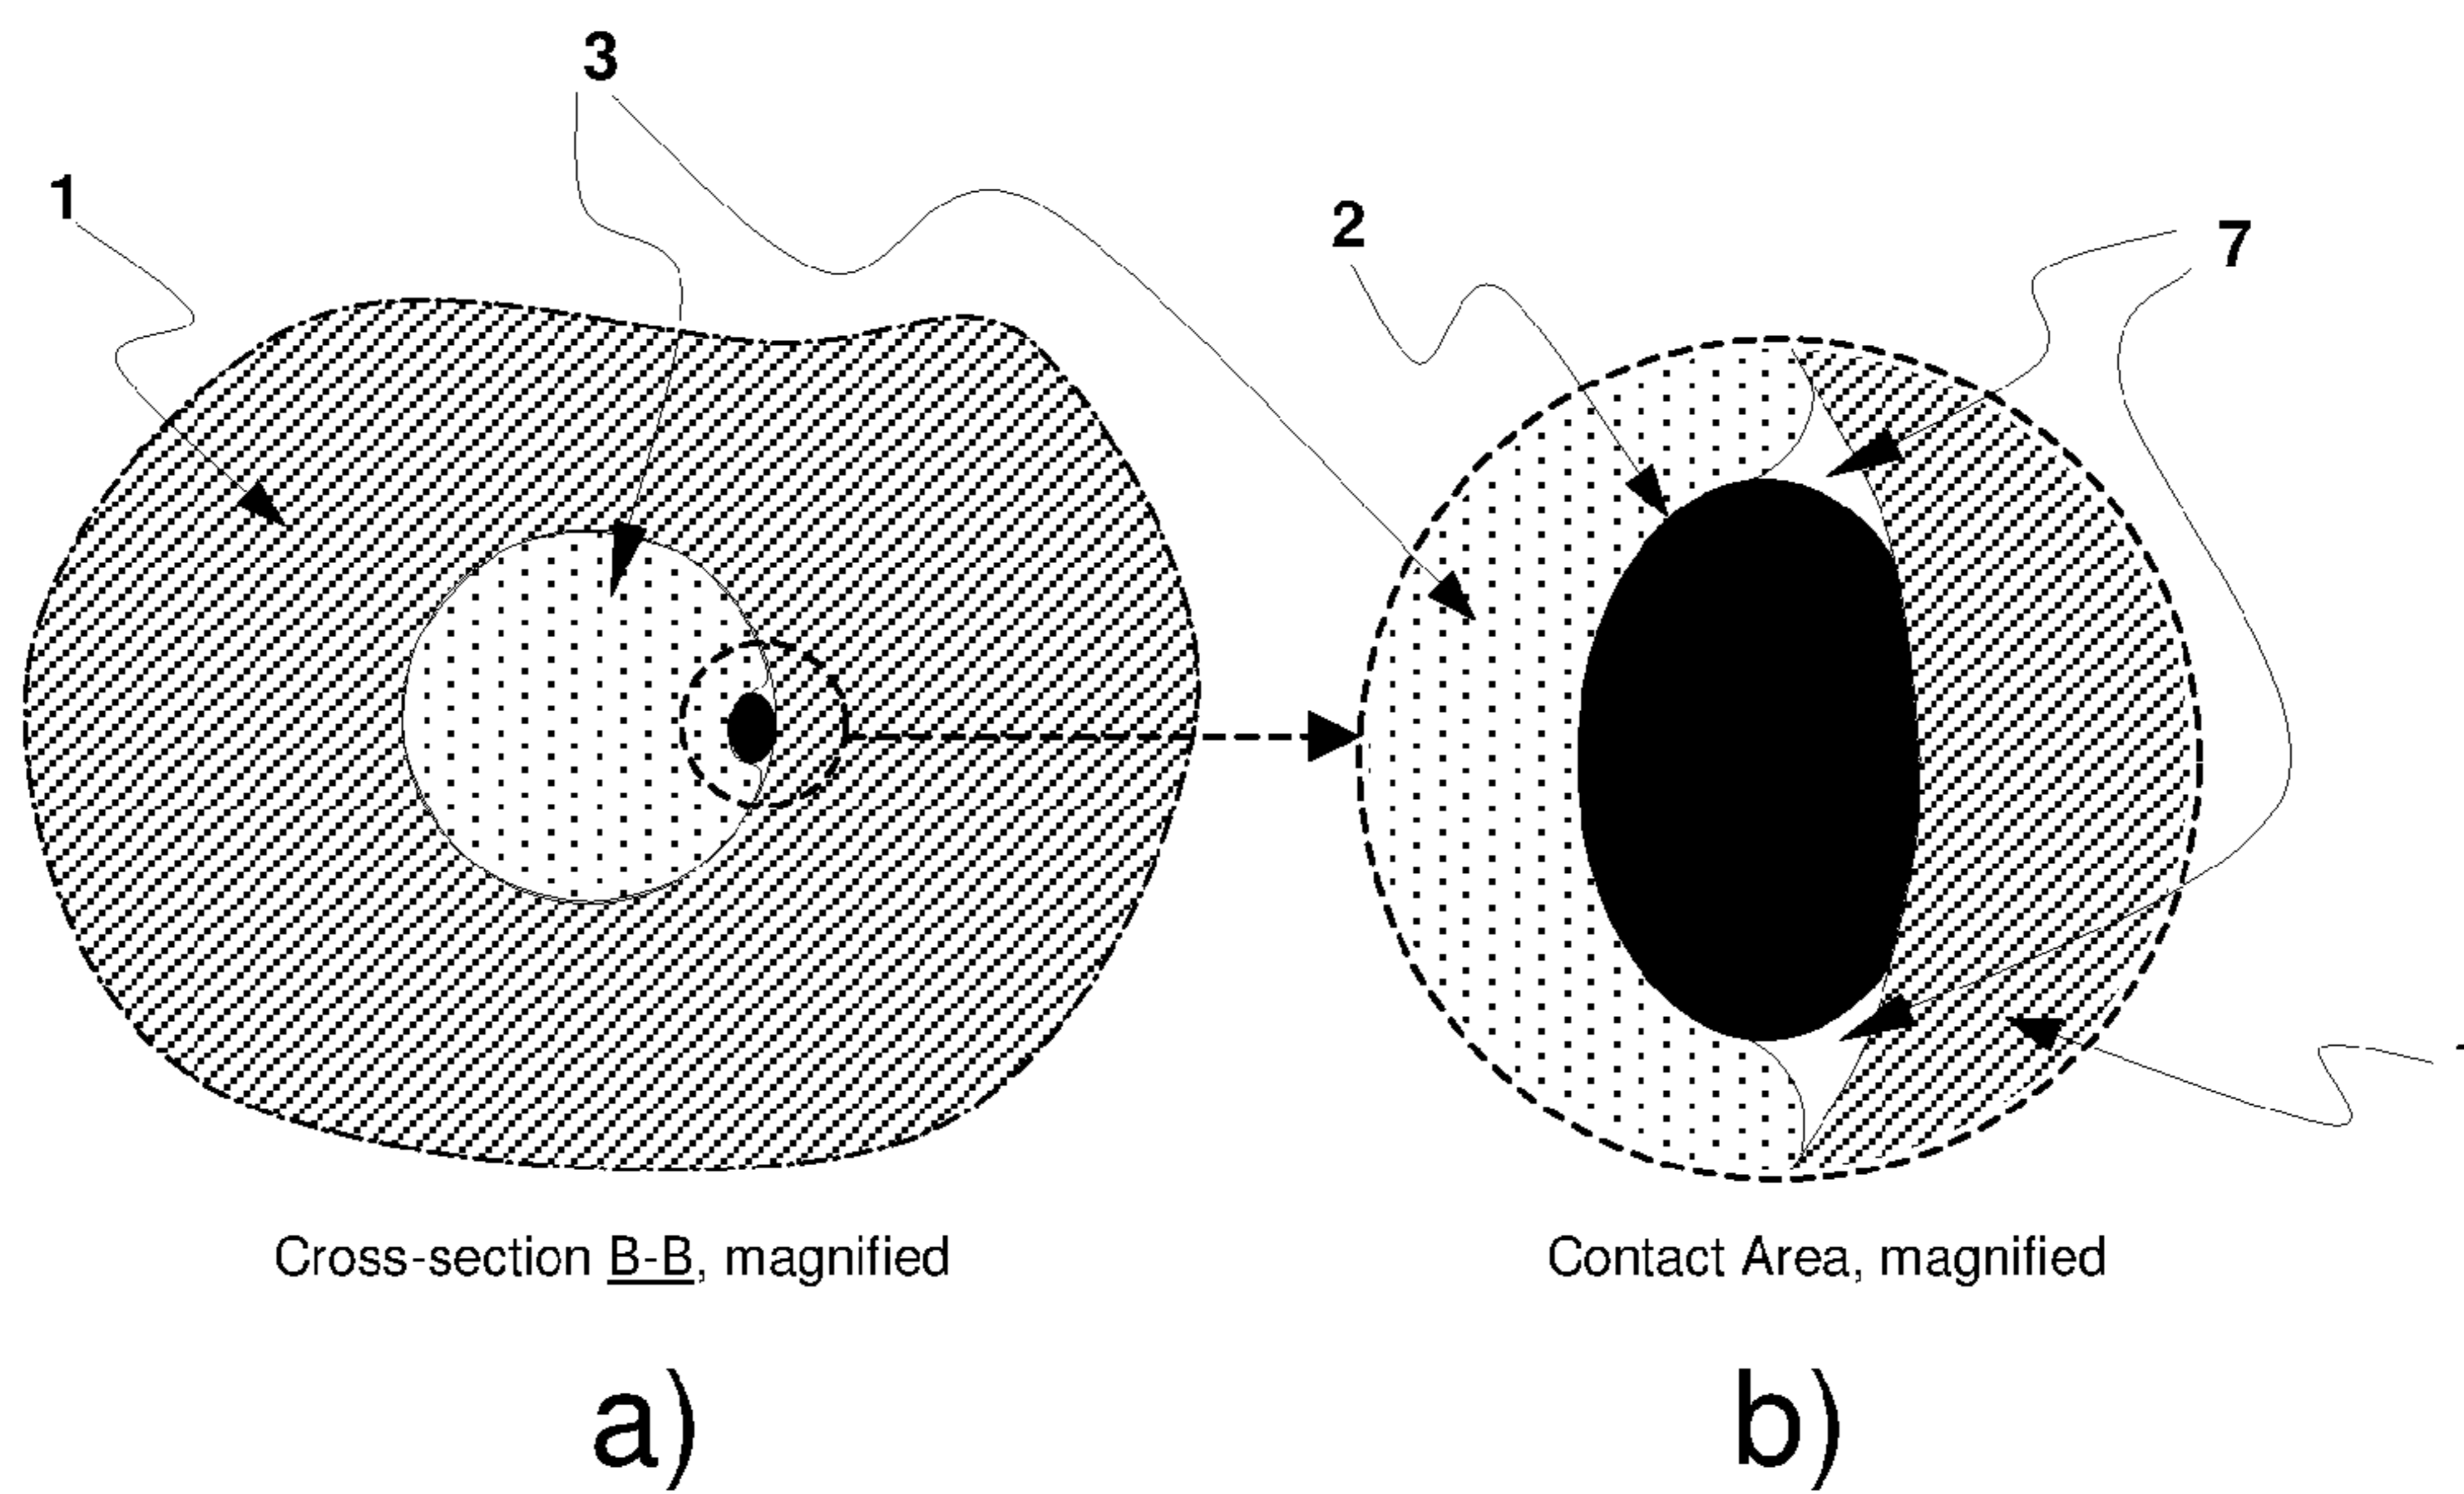 3
1
2
7
Cross-section B-B, magnified
Contact Area, magnified
a)
b)